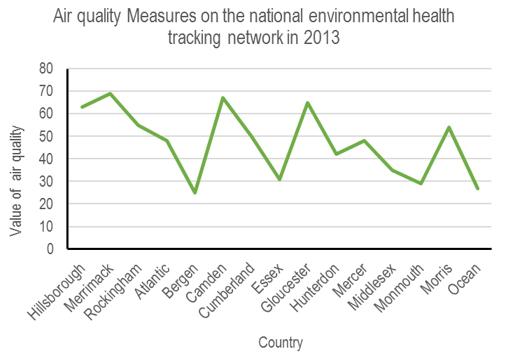 Air quality Measures on the national environmental health
tracking network in 2013
Value of air quality
80
70
60
50
40
30
20
10
0
Hillsborough
Merrimack
Rockingham
Atlantic
Bergen
Camden
Cumberland
Essex
Gloucester
Hunterdon
Mercer
Middlesex
Monmouth
Morris
Ocean
Country